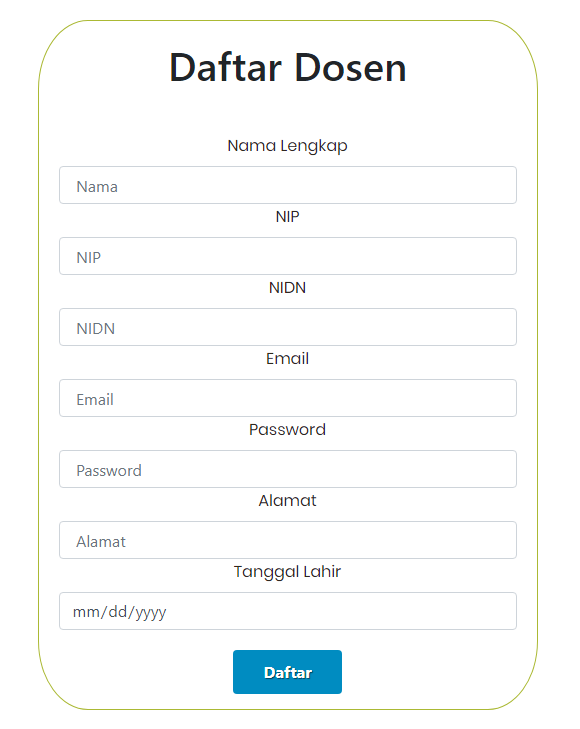 Daftar Dosen
Nama Lengkap
Nama
NIP
NIP
NIDN
NIDN
Email
Email
Password
Password
Alamat
Alamat
Tanggal Lahir
mm/dd/yyyy
Daftar